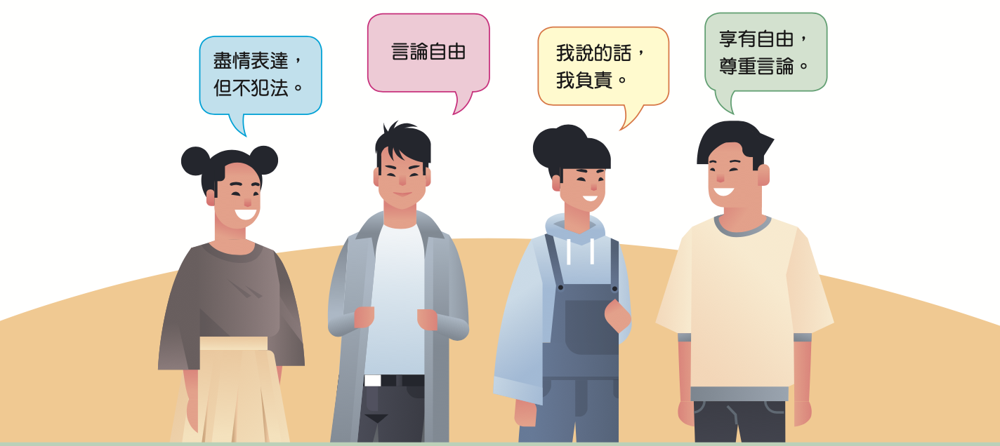 盡情表達，
但不犯法。
言論自由
我說的話，
我負責。
享有自由，
尊重言論。